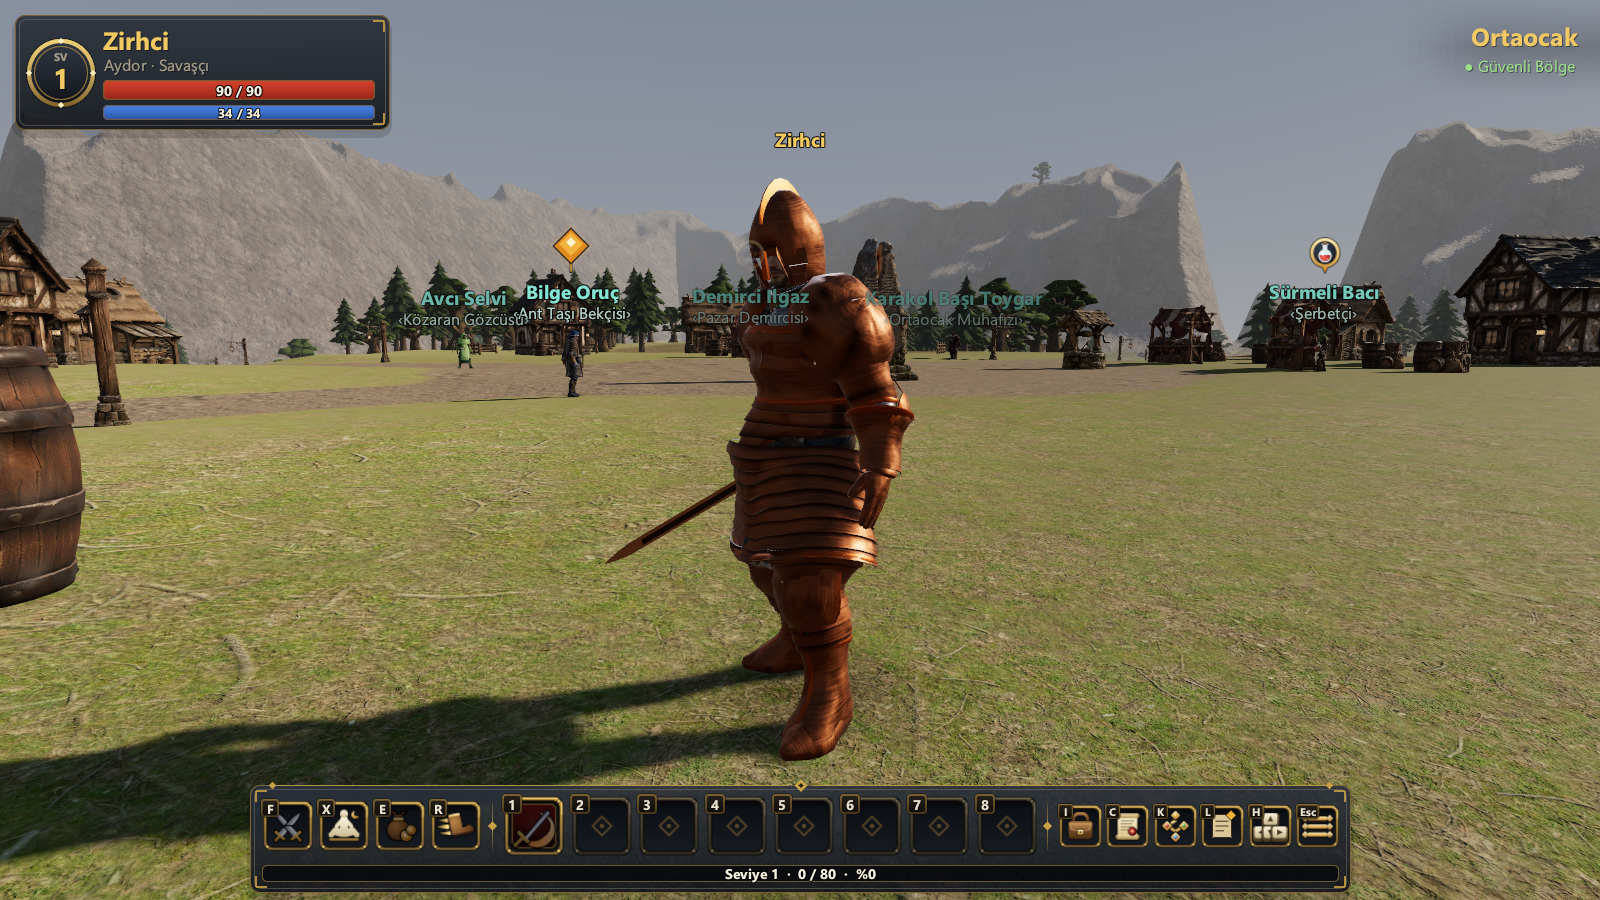 Zirhci
SV
1
Aydor · Savaşçı
90 / 90
34 / 34
Ortaocak
Güvenli Bölge
Zirhci
Avcı Selvi
‹Kozaran Gözcüsü›
Bilge Oruç
‹Ant Taşı Bekçisi›
Demirci Ilgaz
‹Pazar Demircisi›
Karakol Başı Toygar
‹Ortaocak Muhafızı›
Sürmeli Bacı
‹Şerbetçi›
F
X
E
R
1
2
3
4
5
6
7
8
I
C
K
L
H
Esc
Seviye 1 · 0 / 80 · %0